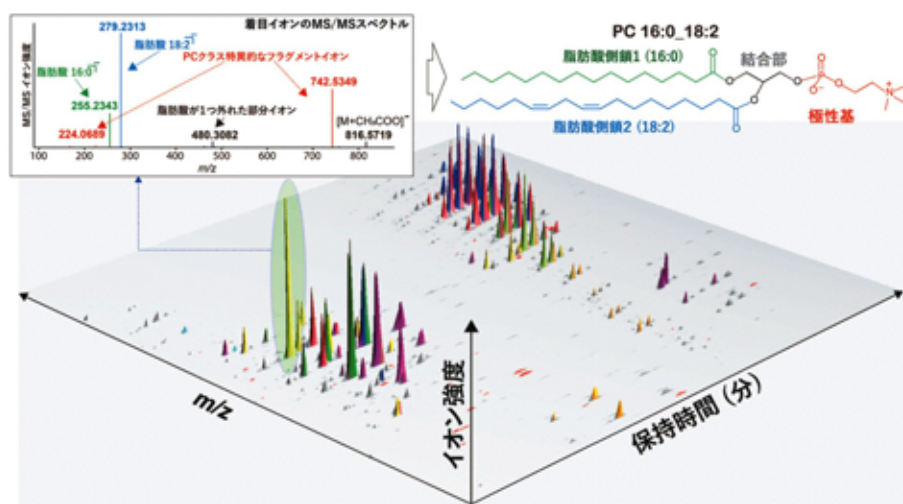 着目イオンのMS/MSスペクトル
279.2313
脂肪酸 18:2
PCクラス特異的なフラグメントイオン
脂肪酸 16:0
742.5349
255.2343
脂肪酸が1つ外れた部分イオン
[M+CH₃COO]⁻
224.0689
480.3082
816.5719
MS/MS イオン強度
100 200 300 400 500 600 700 800
m/z
PC 16:0_18:2
脂肪酸側鎖1 (16:0)
結合部
O
O
O
O
O
P
O
O⁻
N⁺
脂肪酸側鎖2 (18:2)
極性基
m/z
イオン強度
保持時間 (分)